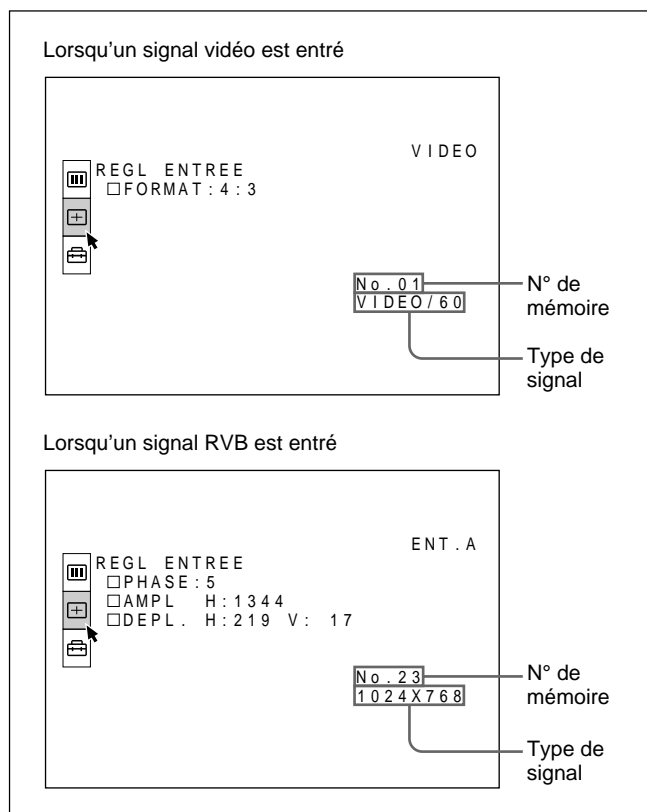 Lorsqu'un signal vidéo est entré
VIDEO
REGL ENTREE
□FORMAT:4:3
No.01
VIDEO/60
N° de
mémoire
Type de
signal
Lorsqu'un signal RVB est entré
ENT.A
REGL ENTREE
□PHASE:5
□AMPL H:1344
□DEPL. H:219 V: 17
No.23
1024X768
N° de
mémoire
Type de
signal